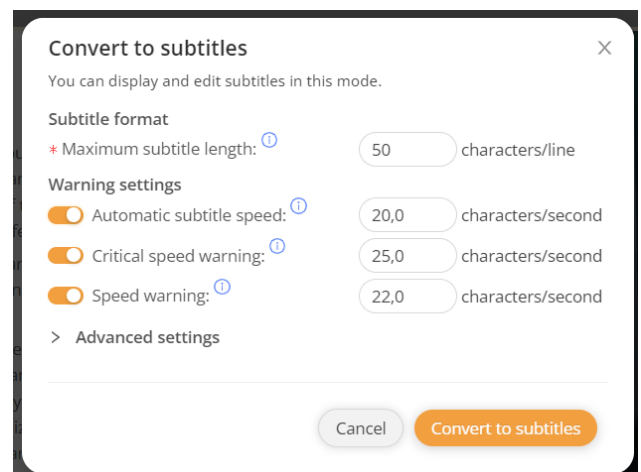 Convert to subtitles
You can display and edit subtitles in this mode.
Subtitle format
* Maximum subtitle length: 50 characters/line
Warning settings
Automatic subtitle speed: 20,0 characters/second
Critical speed warning: 25,0 characters/second
Speed warning: 22,0 characters/second
> Advanced settings
Cancel Convert to subtitles